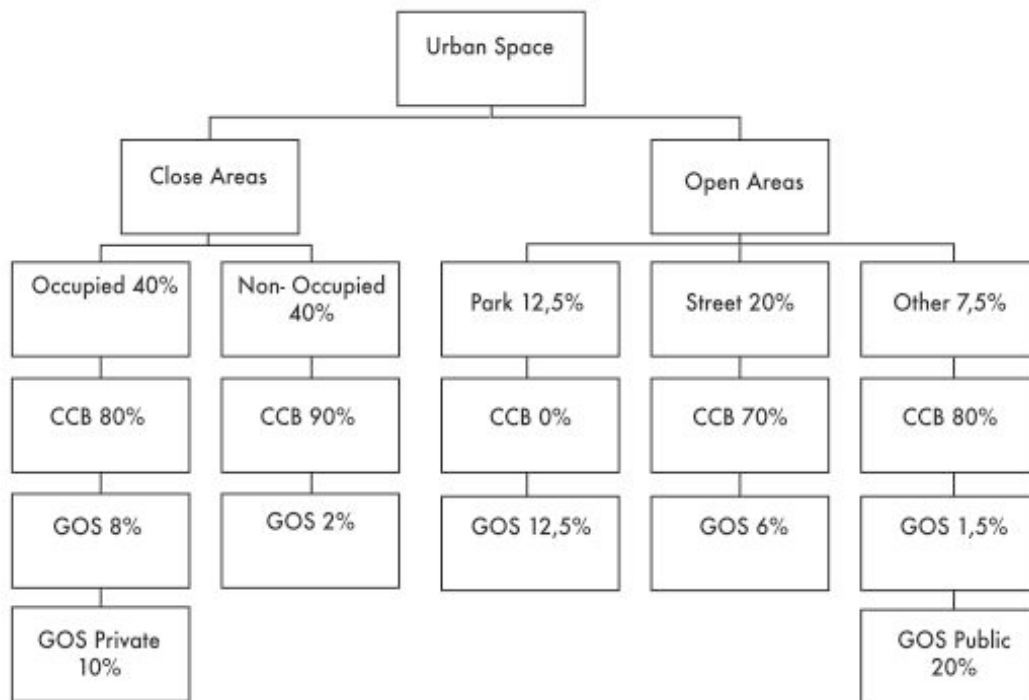 Urban Space
Close Areas
Open Areas
Occupied 40%
Non- Occupied
40%
Park 12,5%
Street 20%
Other 7,5%
CCB 80%
CCB 90%
CCB 0%
CCB 70%
CCB 80%
GOS 8%
GOS 2%
GOS 12,5%
GOS 6%
GOS 1,5%
GOS Private
10%
GOS Public
20%